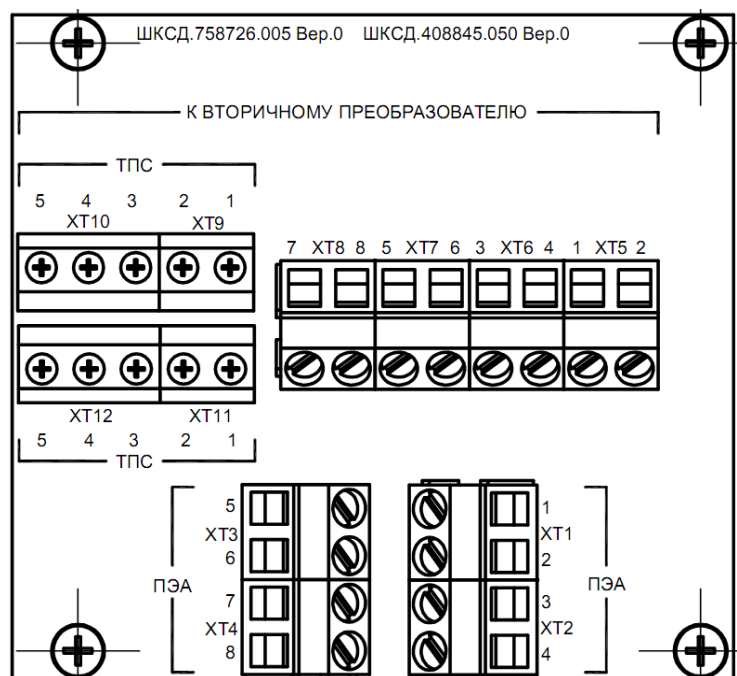 ШКСД.758726.005 Вер.0 ШКСД.408845.050 Вер.0
К ВТОРИЧНОМУ ПРЕОБРАЗОВАТЕЛЮ
ТПС
5 4 3 2 1
XT10 XT9
7 XT8 8 5 XT7 6 3 XT6 4 1 XT5 2
XT12 XT11
5 4 3 2 1
ТПС
5 1
XT3 XT1
6 2
ПЭА ПЭА
7 3
XT4 XT2
8 4